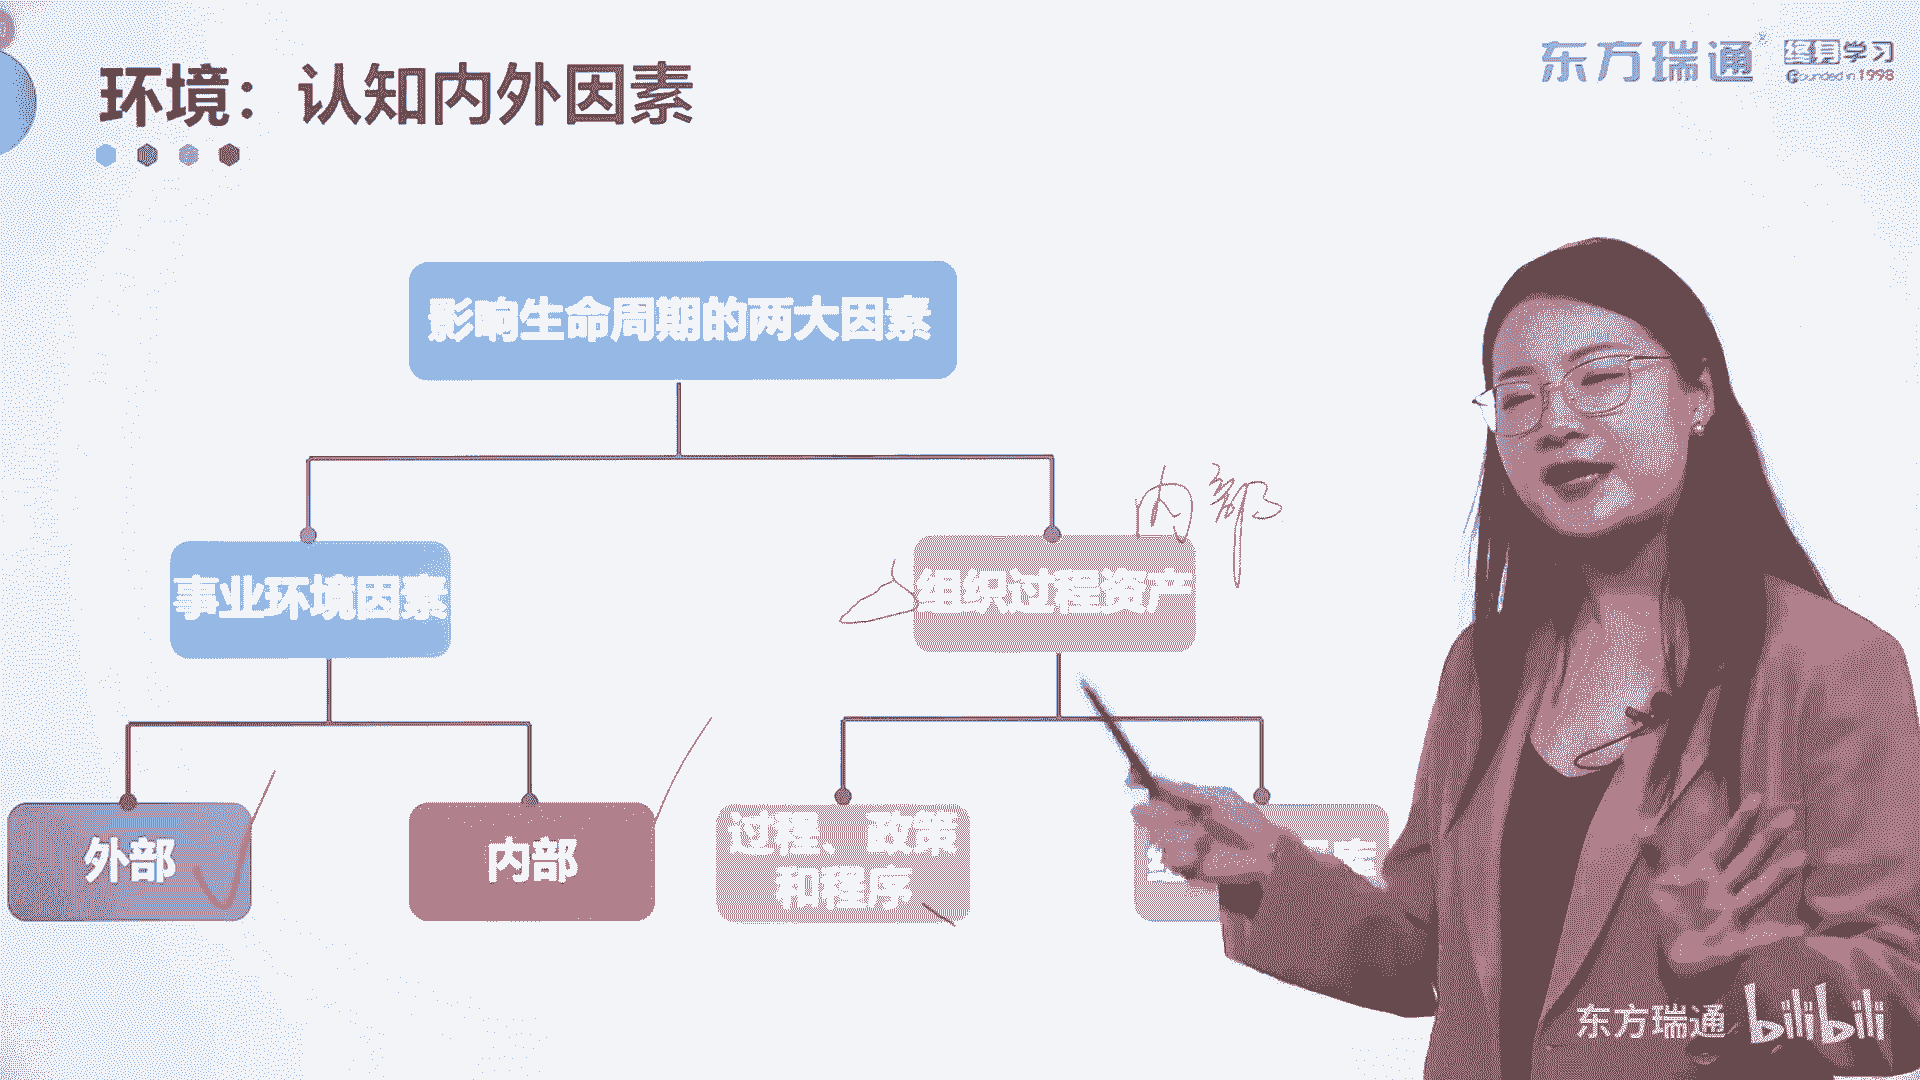 环境：认知内外因素
东方瑞通
终身学习
Founded in 1998
影响生命周期的两大因素
内部
事业环境因素
组织过程资产
外部
内部
过程、政策
和程序
库
东方瑞通
bilibili